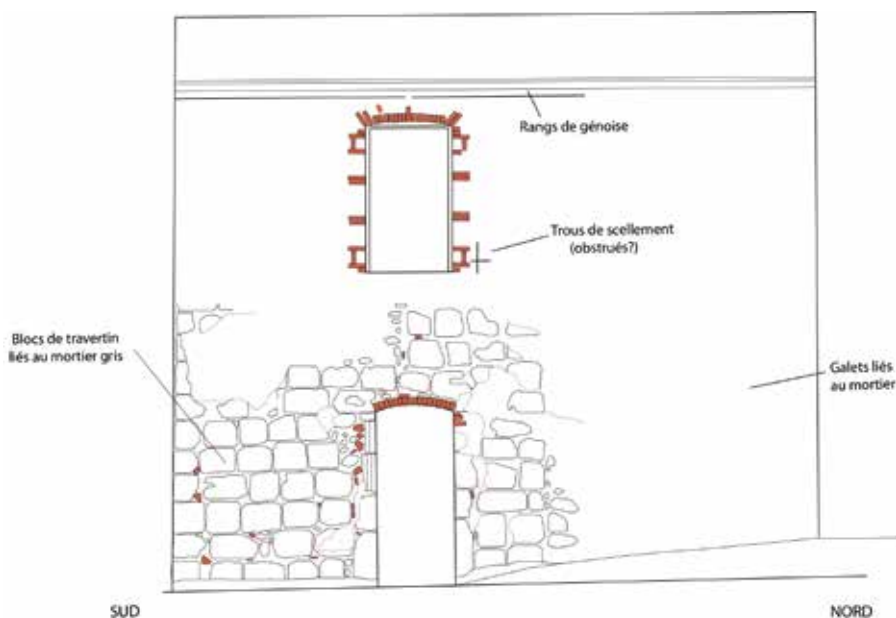 Rangs de génoise
Trous de scellement
(obstrués?)
Blocs de travertin
liés au mortier gris
Galets liés
au mortier
SUD
NORD